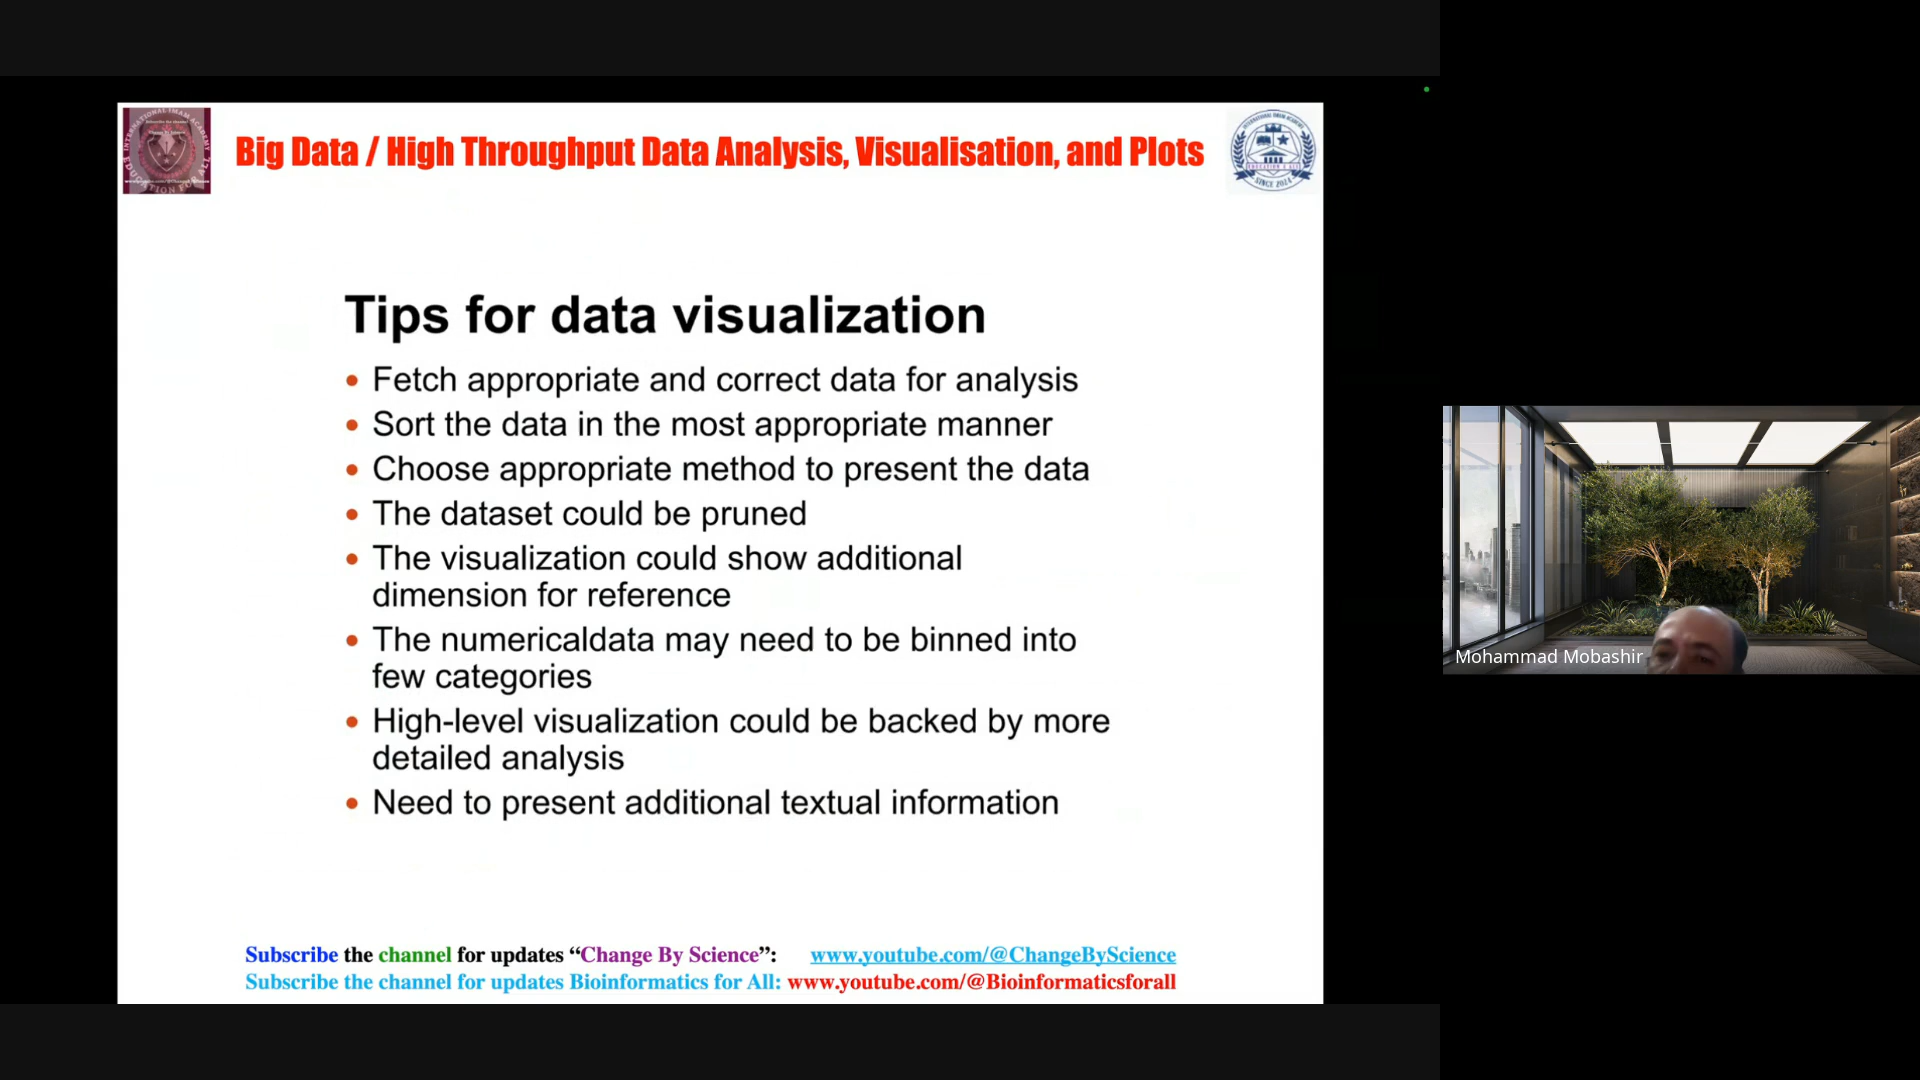 Big Data / High Throughput Data Analysis, Visualisation, and Plots
Tips for data visualization
• Fetch appropriate and correct data for analysis
• Sort the data in the most appropriate manner
• Choose appropriate method to present the data
• The dataset could be pruned
• The visualization could show additional
dimension for reference
• The numericaldata may need to be binned into
few categories
• High-level visualization could be backed by more
detailed analysis
• Need to present additional textual information
Subscribe the channel for updates “Change By Science”: www.youtube.com/@ChangeByScience
Subscribe the channel for updates Bioinformatics for All: www.youtube.com/@Bioinformaticsforall
Mohammad Mobashir
SINCE 2024